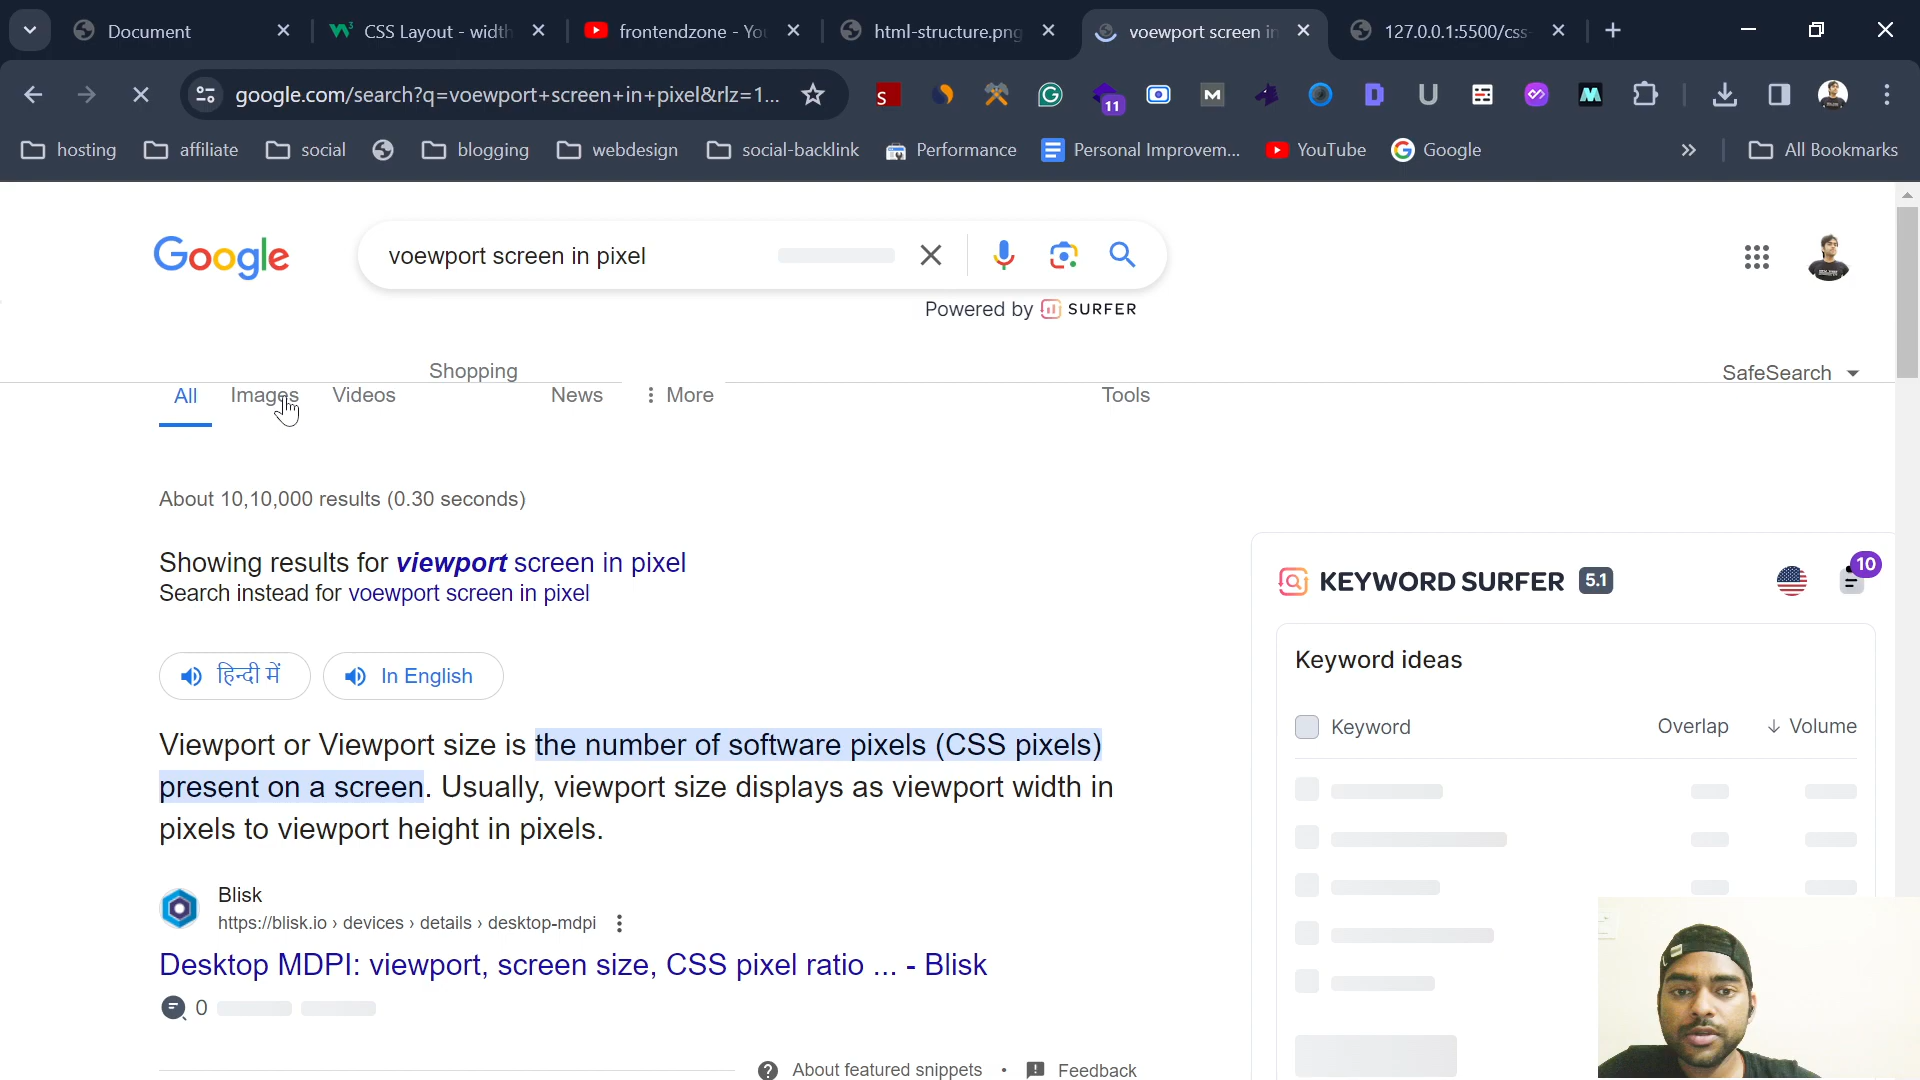 Document
CSS Layout - width
frontendzone - You
html-structure.png
voewport screen in
127.0.0.1:5500/css-
google.com/search?q=voewport+screen+in+pixel&rlz=1...
11
hosting
affiliate
social
blogging
webdesign
social-backlink
Performance
Personal Improvem...
YouTube
Google
All Bookmarks
Google
voewport screen in pixel
Powered by SURFER
All
Images
Videos
Shopping
News
More
Tools
SafeSearch
About 10,10,000 results (0.30 seconds)
Showing results for viewport screen in pixel
Search instead for voewport screen in pixel
हिन्दी में
In English
Viewport or Viewport size is the number of software pixels (CSS pixels)
present on a screen. Usually, viewport size displays as viewport width in
pixels to viewport height in pixels.
Blisk
https://blisk.io › devices › details › desktop-mdpi
Desktop MDPI: viewport, screen size, CSS pixel ratio ... - Blisk
0
About featured snippets
•
Feedback
KEYWORD SURFER 5.1
10
Keyword ideas
Keyword
Overlap
Volume